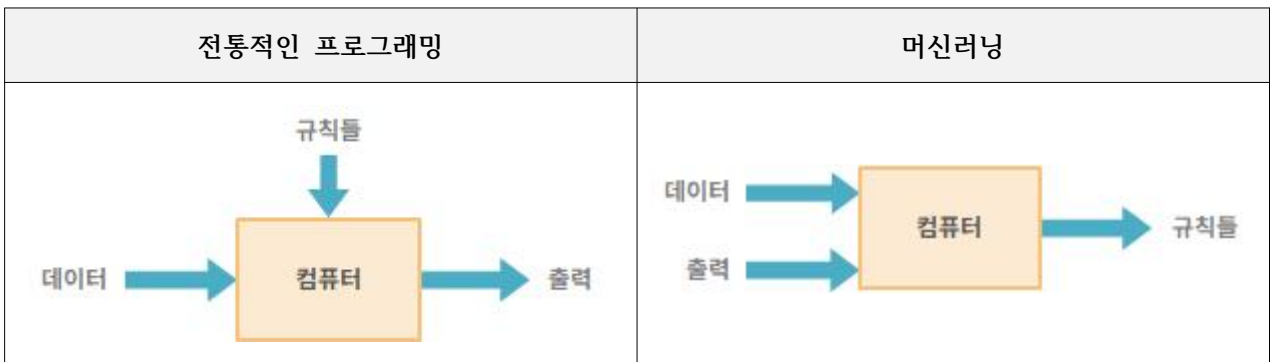 전통적인 프로그래밍
머신러닝
규칙들
데이터
컴퓨터
출력
데이터
출력
컴퓨터
규칙들